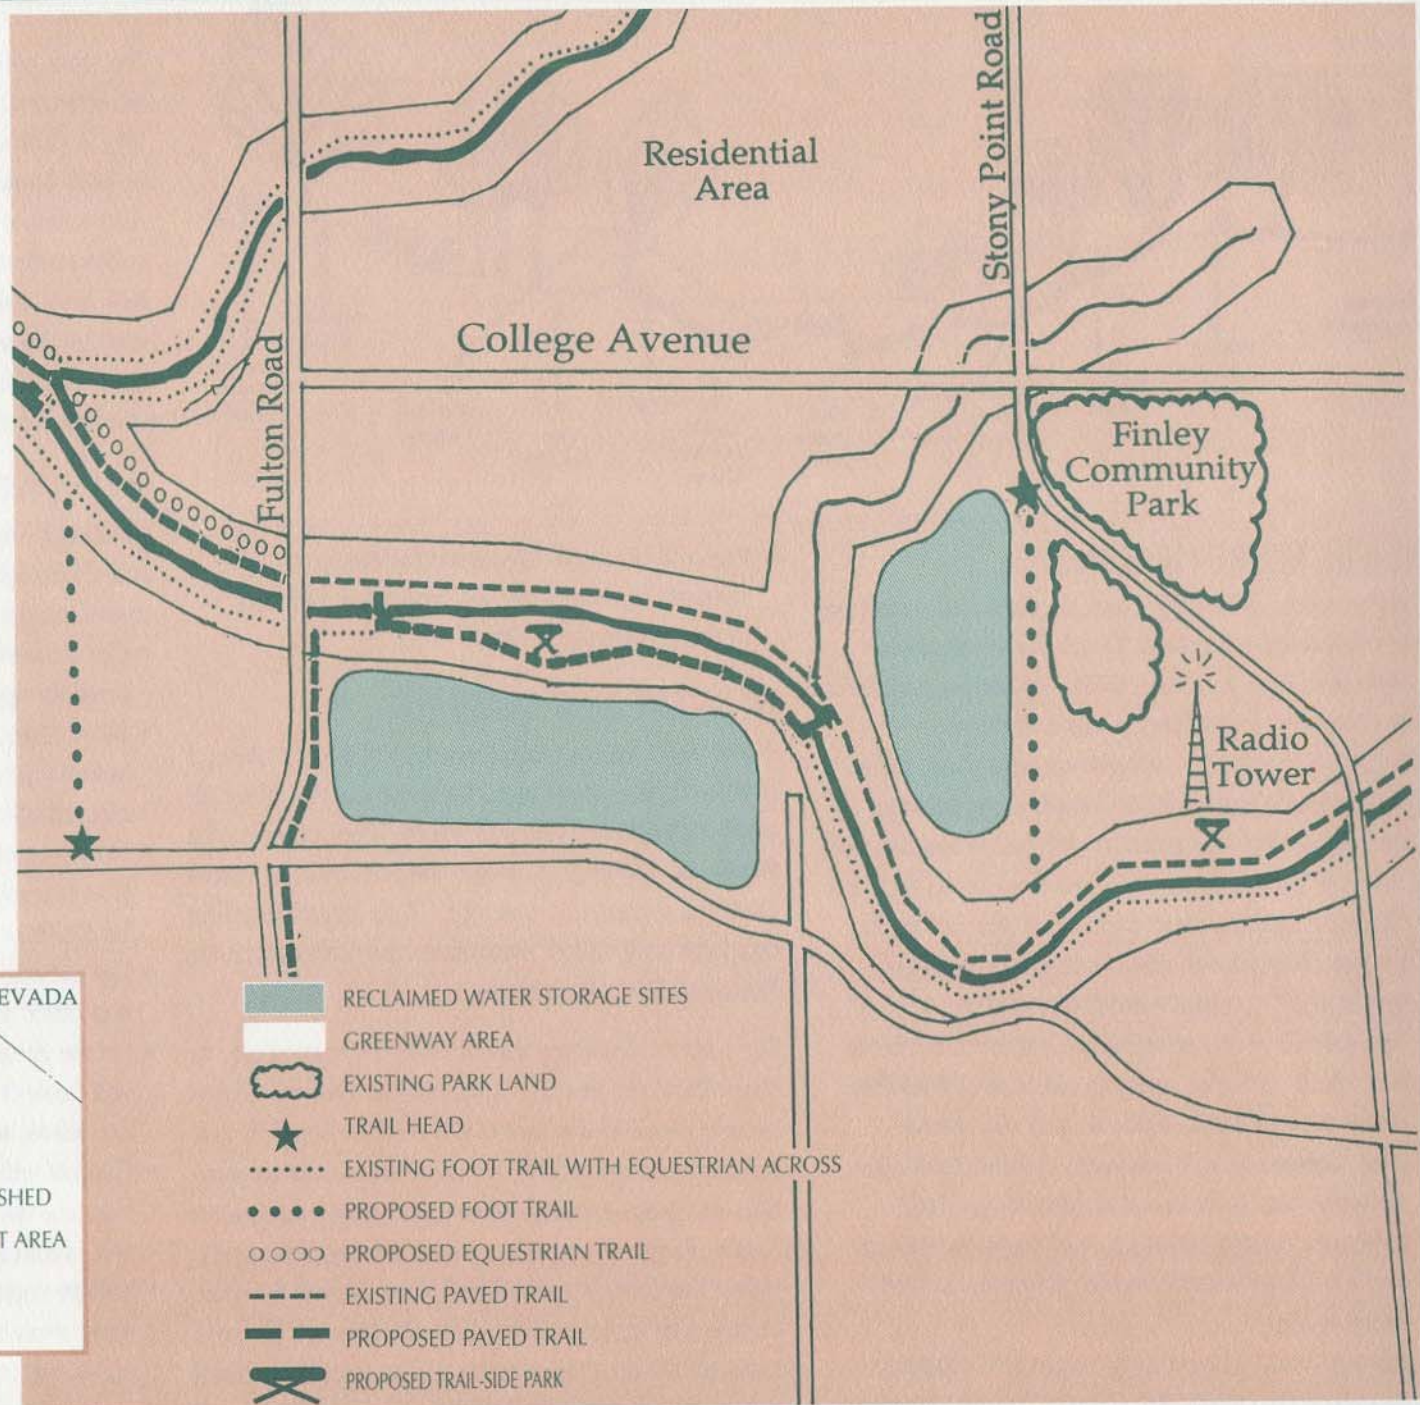 Residential
Area
Stony Point Road
College Avenue
Fulton Road
Finley
Community
Park
Radio
Tower
EVADA
SHED
T AREA
RECLAIMED WATER STORAGE SITES
GREENWAY AREA
EXISTING PARK LAND
TRAIL HEAD
EXISTING FOOT TRAIL WITH EQUESTRIAN ACROSS
PROPOSED FOOT TRAIL
PROPOSED EQUESTRIAN TRAIL
EXISTING PAVED TRAIL
PROPOSED PAVED TRAIL
PROPOSED TRAIL-SIDE PARK